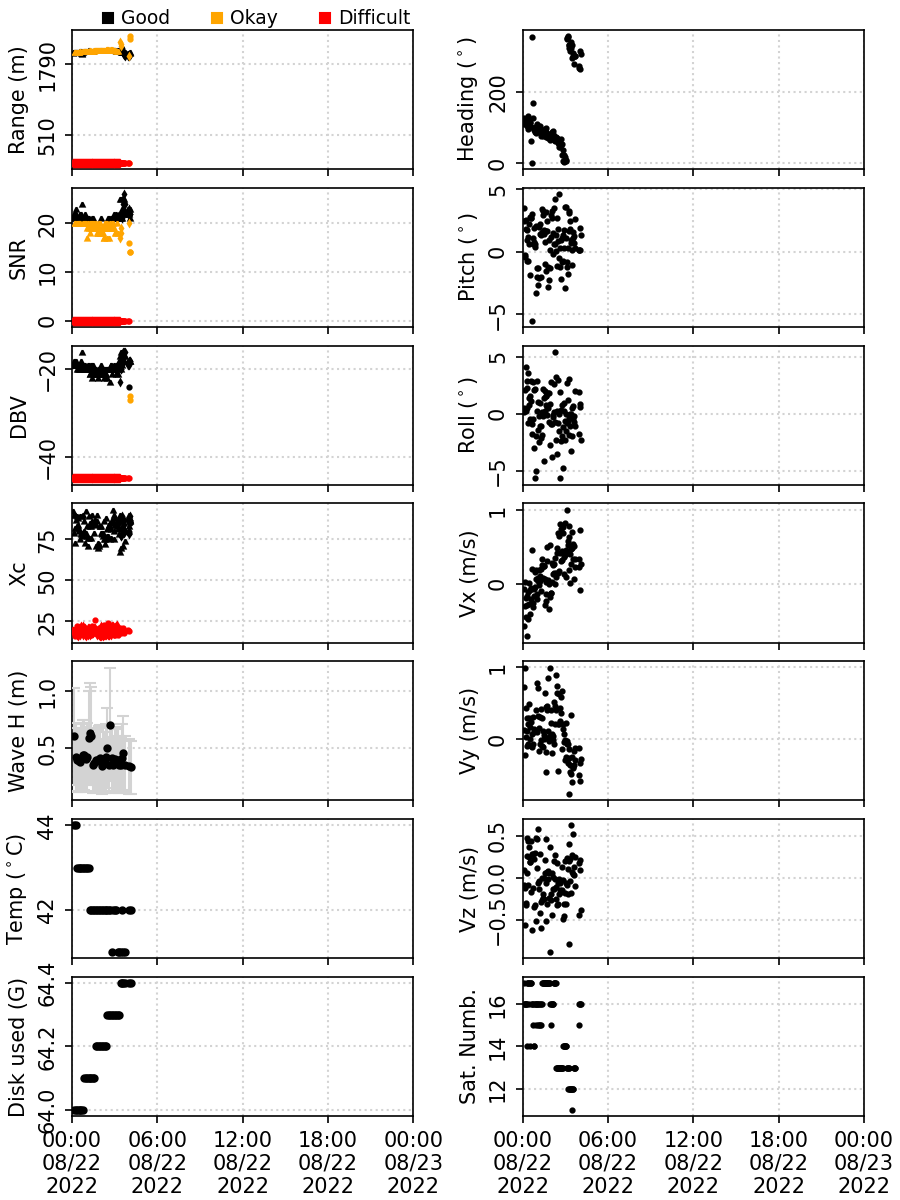 Good Okay Difficult
Range (m)
1790
510
Heading (°)
200
0
SNR
20
10
0
Pitch (°)
5
0
−5
DBV
−20
−40
Roll (°)
5
0
−5
Xc
75
50
25
Vx (m/s)
1
0
Wave H (m)
1.0
0.5
Vy (m/s)
1
0
Temp (°C)
44
42
Vz (m/s)
0.5
0.0
−0.5
Disk used (G)
64.4
64.2
64.0
Sat. Numb.
16
14
12
00:00 06:00 12:00 18:00 00:00
08/22 08/22 08/22 08/22 08/23
2022 2022 2022 2022 2022
00:00 06:00 12:00 18:00 00:00
08/22 08/22 08/22 08/22 08/23
2022 2022 2022 2022 2022